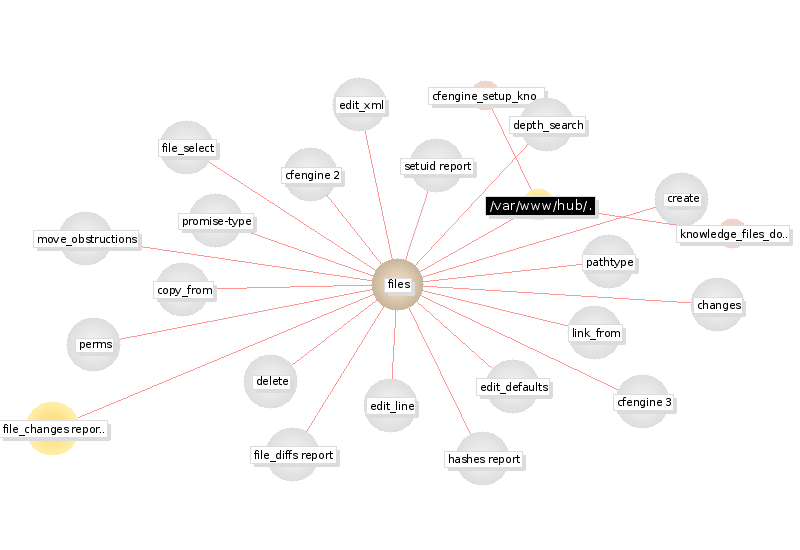 cfengine_setup_kno
edit_xml
depth_search
file_select
setuid report
cfengine 2
create
/var/www/hub/.
promise-type
knowledge_files_do..
move_obstructions
pathtype
files
copy_from
changes
link_from
perms
delete
edit_defaults
cfengine 3
edit_line
file_changes repor..
file_diffs report
hashes report